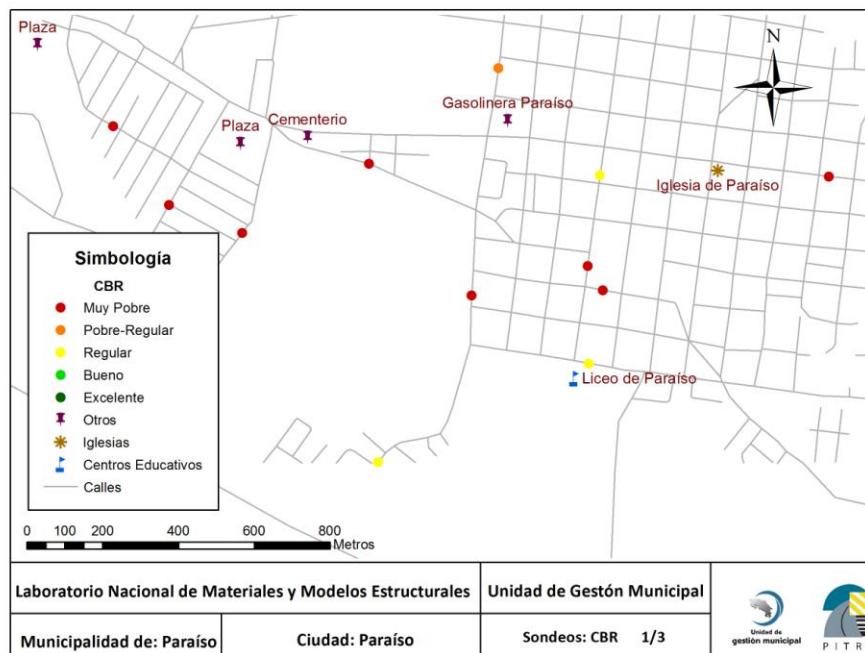 Plaza
N
Gasolinera Paraíso
Plaza
Cementerio
Iglesia de Paraíso
Liceo de Paraíso
Simbología
CBR
Muy Pobre
Pobre-Regular
Regular
Bueno
Excelente
Otros
Iglesias
Centros Educativos
Calles
0 100 200 400 600 800
Metros
Laboratorio Nacional de Materiales y Modelos Estructurales
Unidad de Gestón Municipal
Municipalidad de: Paraíso
Ciudad: Paraíso
Sondeos: CBR 1/3
Unidad de
gestión municipal
P I T R